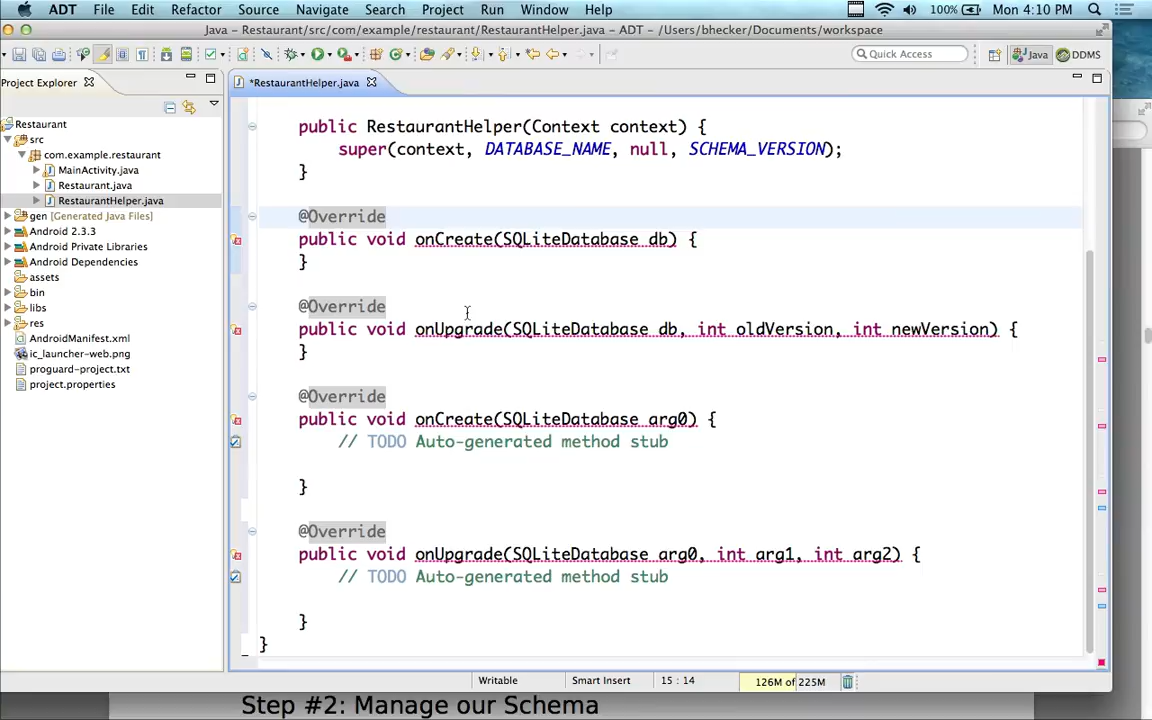 ADT File Edit Refactor Source Navigate Search Project Run Window Help 100% Mon 4:10 PM
Java - Restaurant/src/com/example/restaurant/RestaurantHelper.java - ADT - /Users/bhecker/Documents/workspace
Quick Access Java DDMS
Project Explorer
*RestaurantHelper.java
Restaurant
src
com.example.restaurant
MainActivity.java
Restaurant.java
RestaurantHelper.java
gen [Generated Java Files]
Android 2.3.3
Android Private Libraries
Android Dependencies
assets
bin
libs
res
AndroidManifest.xml
ic_launcher-web.png
proguard-project.txt
project.properties
public RestaurantHelper(Context context) {
super(context, DATABASE_NAME, null, SCHEMA_VERSION);
}
@Override
public void onCreate(SQLiteDatabase db) {
}
@Override
public void onUpgrade(SQLiteDatabase db, int oldVersion, int newVersion) {
}
@Override
public void onCreate(SQLiteDatabase arg0) {
// TODO Auto-generated method stub
}
@Override
public void onUpgrade(SQLiteDatabase arg0, int arg1, int arg2) {
// TODO Auto-generated method stub
}
}
Writable Smart Insert 15 : 14 126M of 225M
Step #2: Manage our Schema